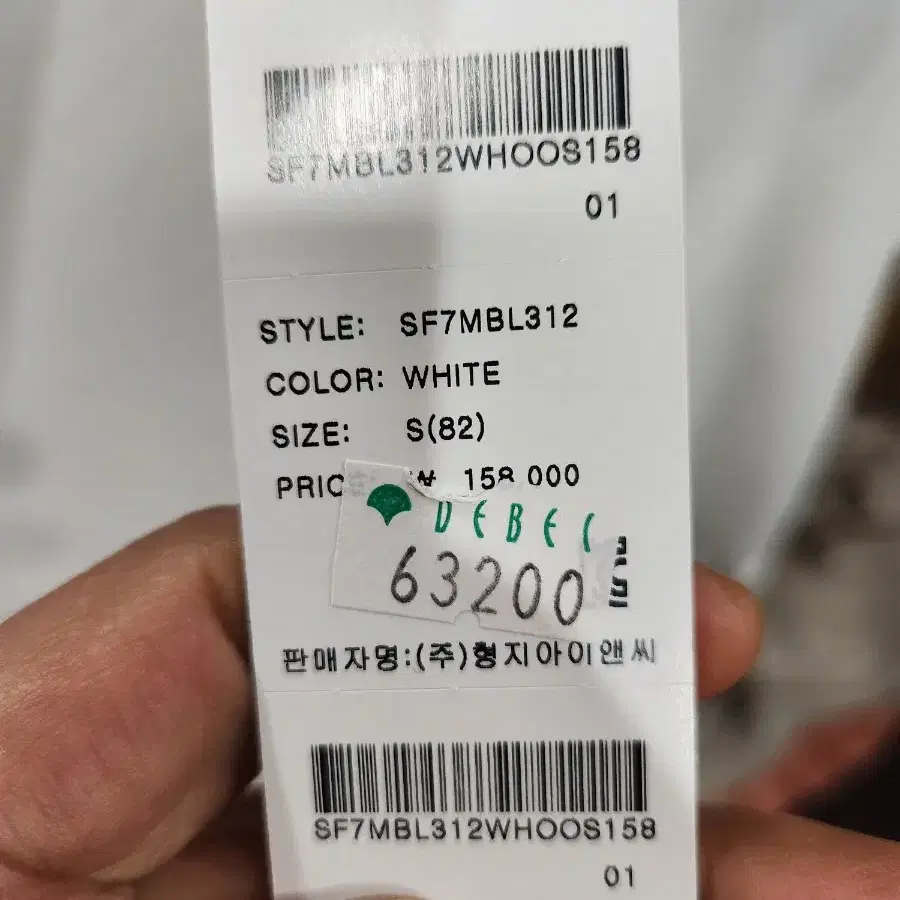 SF7MBL312WHOOS158
01
STYLE: SF7MBL312
COLOR: WHITE
SIZE: S(82)
PRIC ₩ 158 000
DEBEC
63200
판매자명:(주)형지아이앤씨
SF7MBL312WHOOS158
01